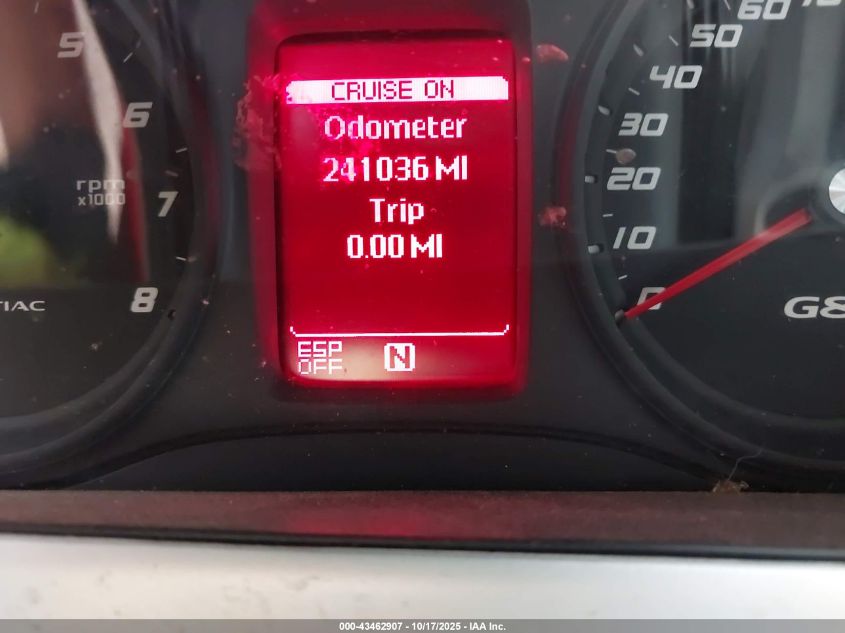 CRUISE ON
Odometer
241036 MI
Trip
0.00 MI
ESP
OFF
N
5
6
7
8
rpm
x1000
TIAC
60
50
40
30
20
10
0
G8
000-43462907 - 10/17/2025 - IAA Inc.